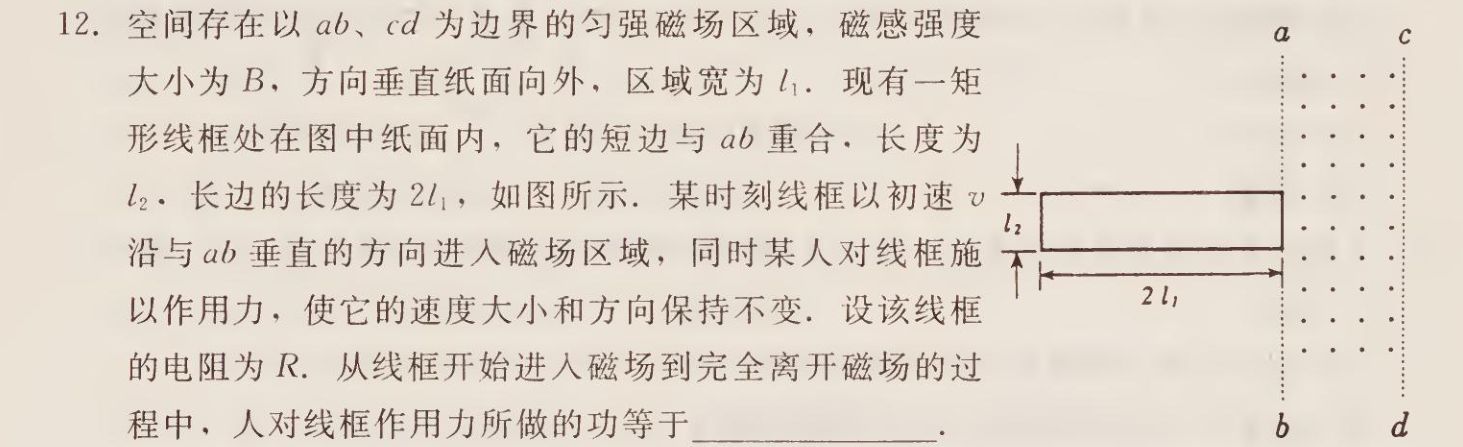 12. 空间存在以 ab、cd 为边界的匀强磁场区域，磁感强度
大小为 B，方向垂直纸面向外，区域宽为 l₁．现有一矩
形线框处在图中纸面内，它的短边与 ab 重合．长度为
l₂．长边的长度为 2l₁，如图所示．某时刻线框以初速 v
沿与 ab 垂直的方向进入磁场区域，同时某人对线框施
以作用力，使它的速度大小和方向保持不变．设该线框
的电阻为 R．从线框开始进入磁场到完全离开磁场的过
程中，人对线框作用力所做的功等于______________．
a
c
l₂
2 l₁
b
d